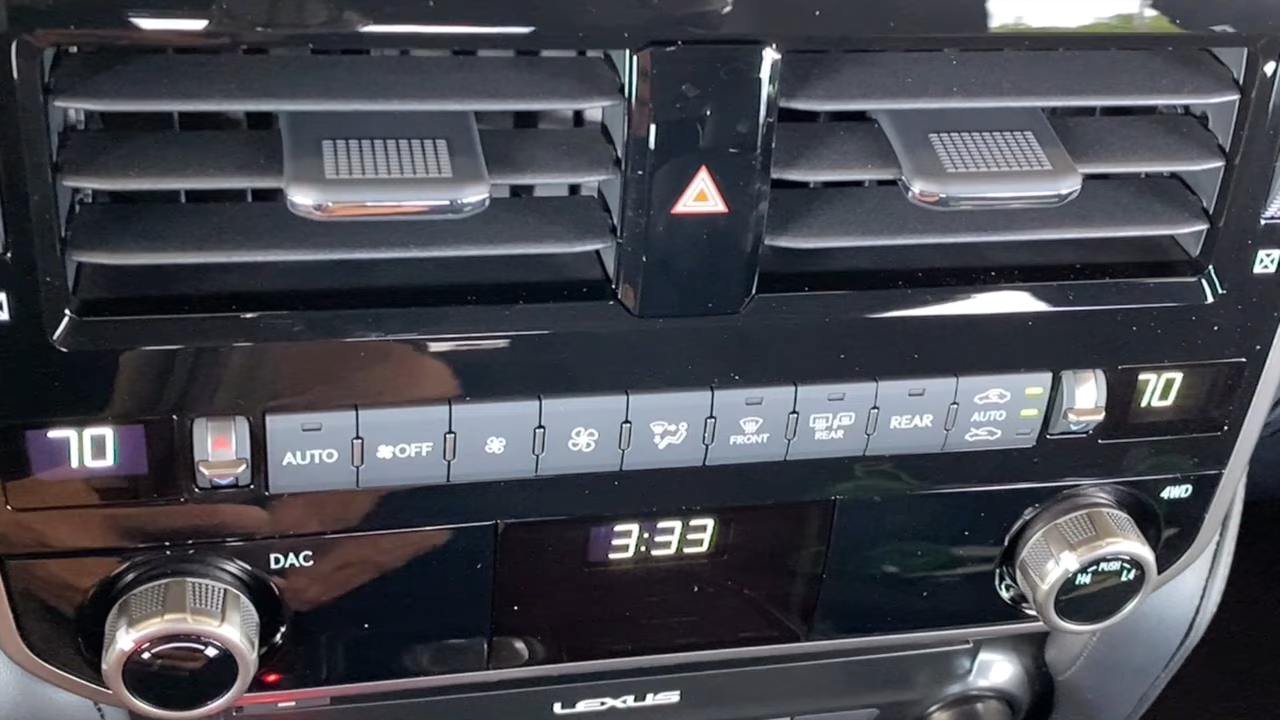 70
AUTO
OFF
FRONT
REAR
REAR
AUTO
70
DAC
3:33
4WD
PUSH
H4 L4
LEXUS